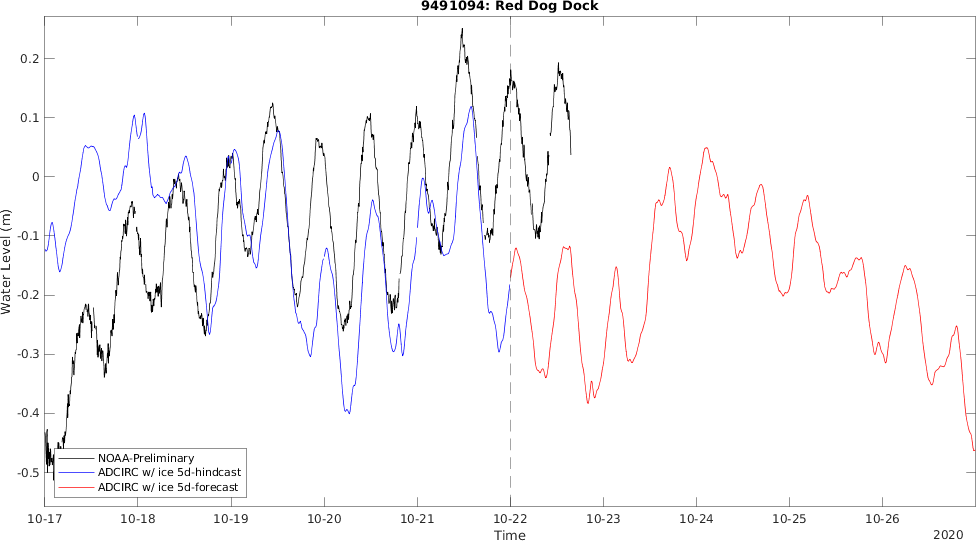 9491094: Red Dog Dock
0.2
0.1
0
-0.1
-0.2
-0.3
-0.4
-0.5
Water Level (m)
NOAA-Preliminary
ADCIRC w/ ice 5d-hindcast
ADCIRC w/ ice 5d-forecast
10-17 10-18 10-19 10-20 10-21 10-22 10-23 10-24 10-25 10-26
Time
2020